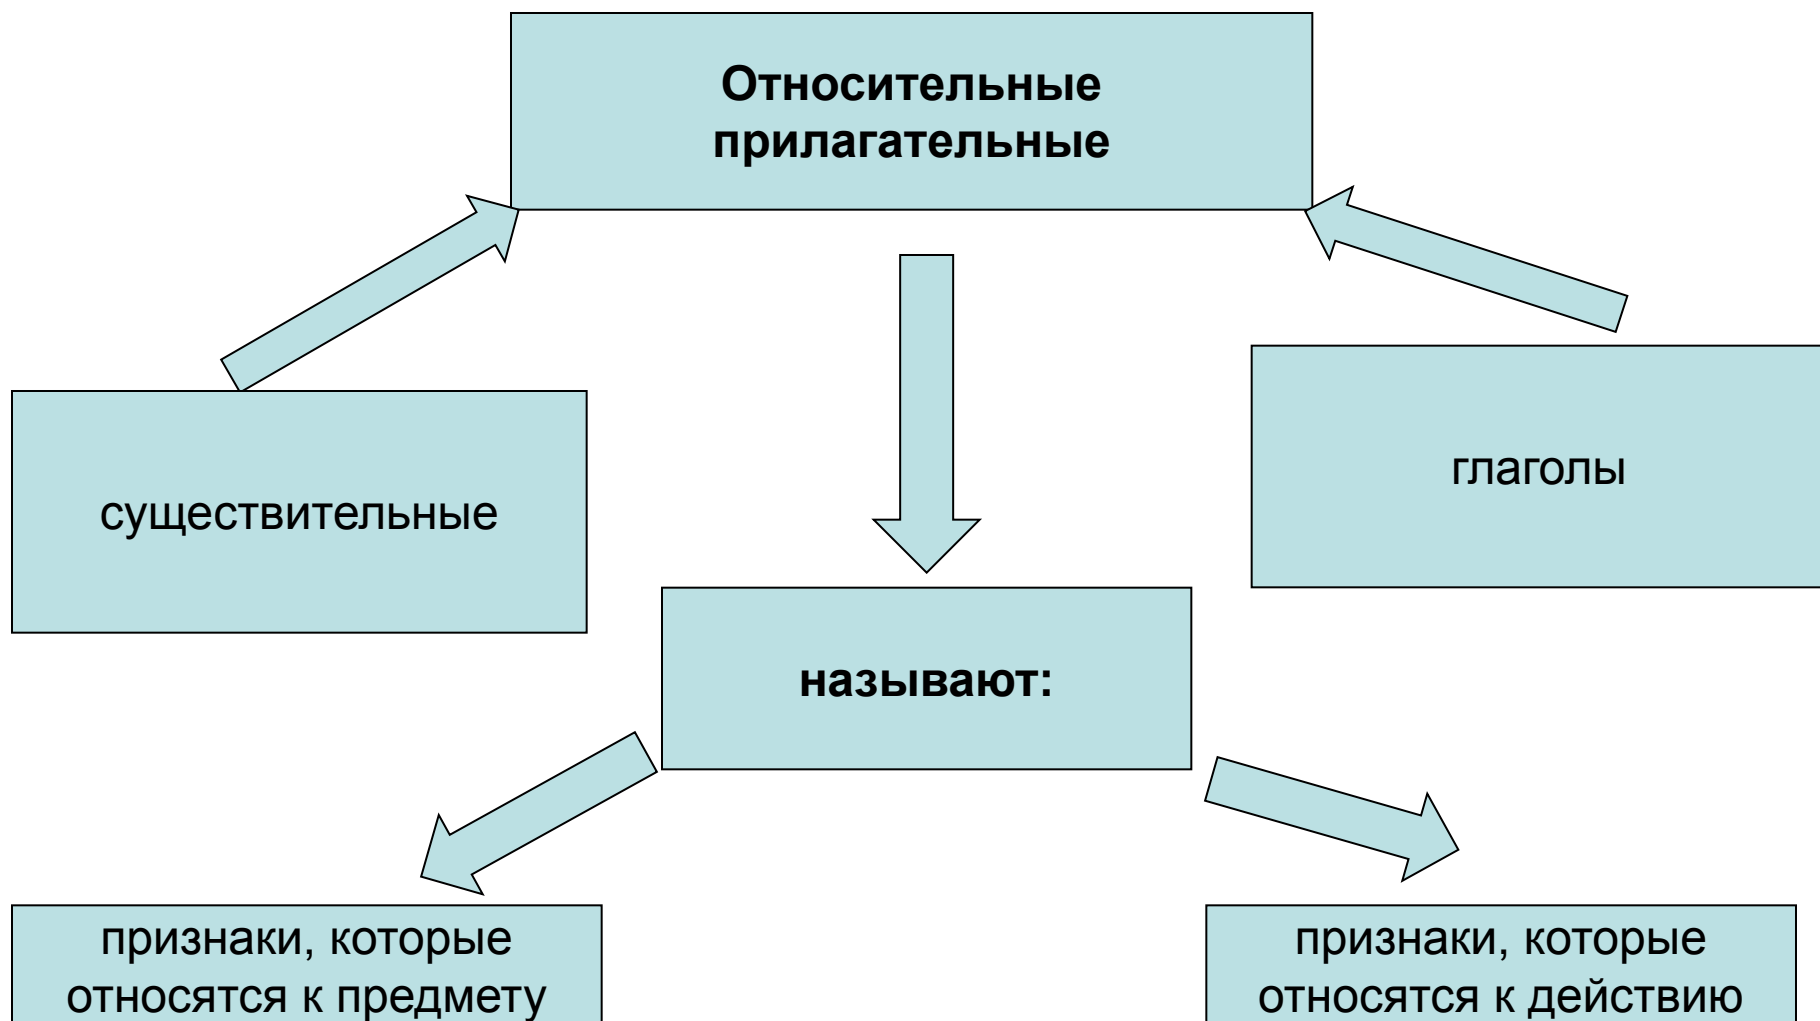 Относительные
прилагательные
существительные
глаголы
называют:
признаки, которые
относятся к предмету
признаки, которые
относятся к действию